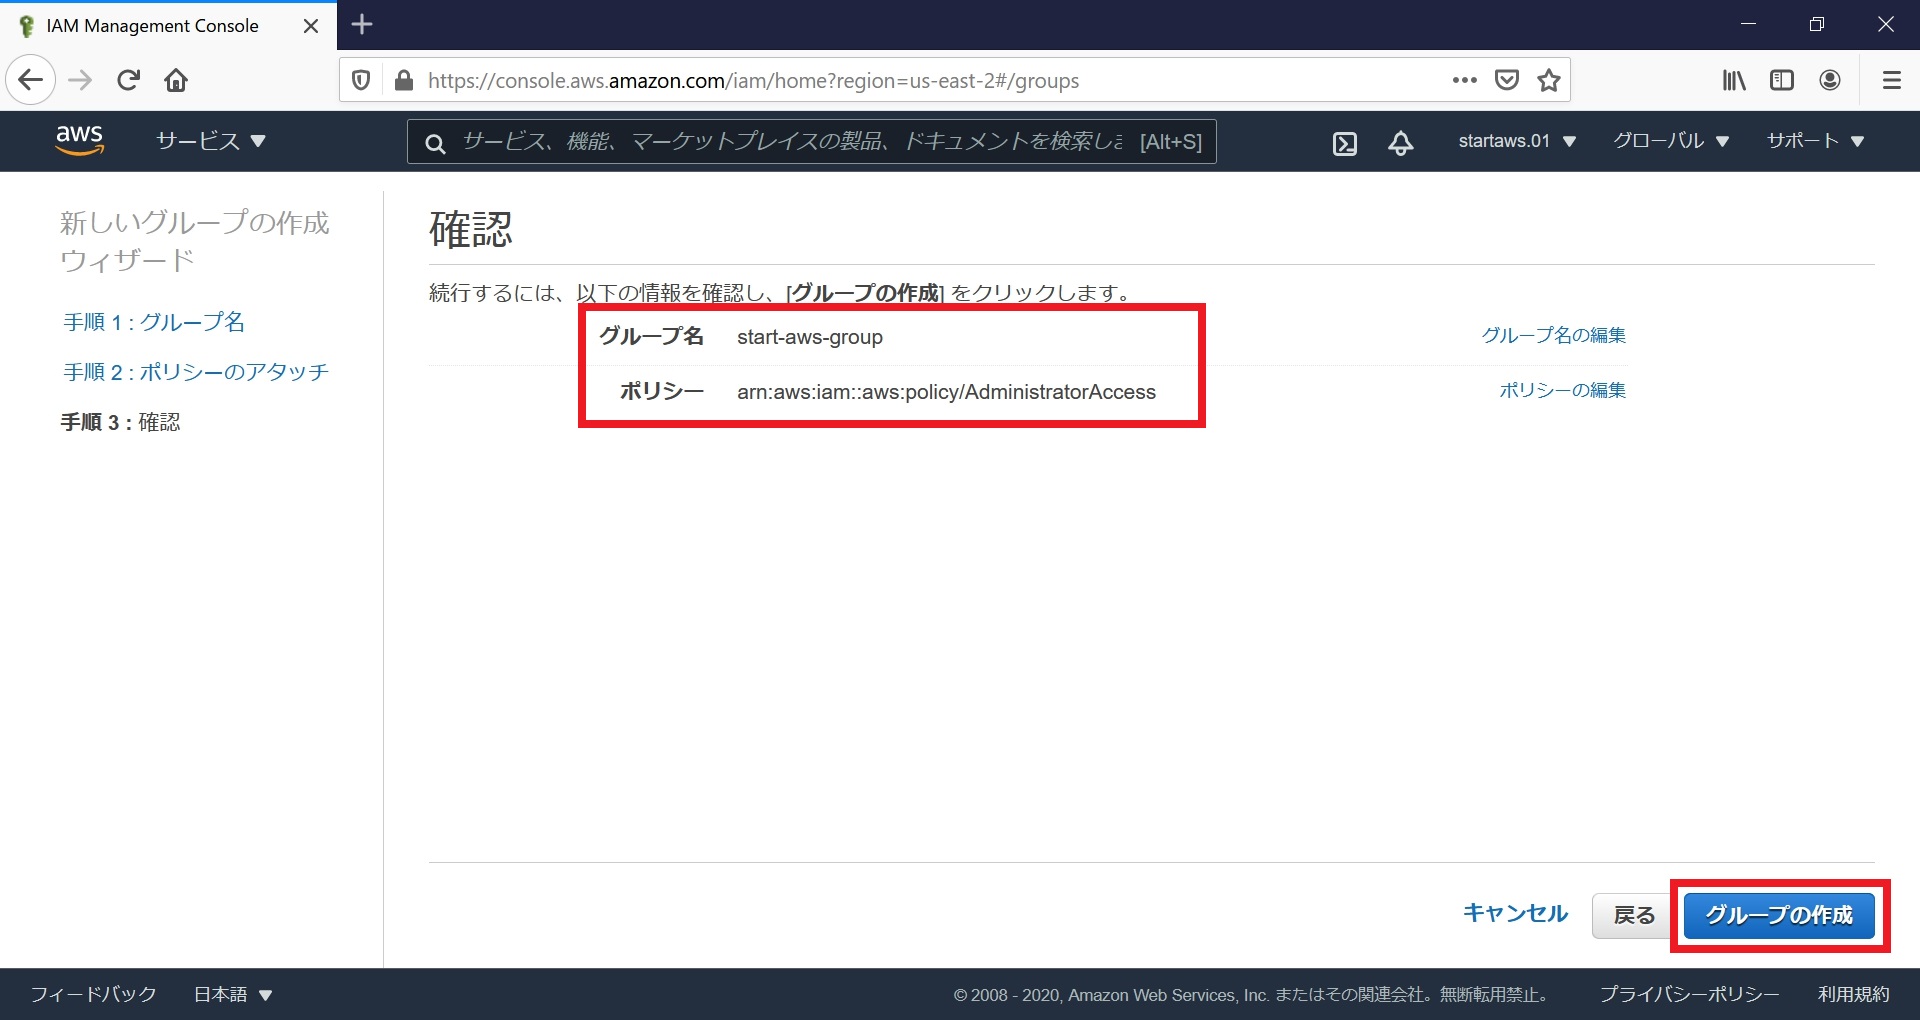 IAM Management Console
https://console.aws.amazon.com/iam/home?region=us-east-2#/groups
aws
サービス
サービス、機能、マーケットプレイスの製品、ドキュメントを検索しま [Alt+S]
startaws.01
グローバル
サポート
新しいグループの作成
ウィザード
手順 1 : グループ名
手順 2 : ポリシーのアタッチ
手順 3 : 確認
確認
続行するには、以下の情報を確認し、[グループの作成] をクリックします。
グループ名 start-aws-group グループ名の編集
ポリシー arn:aws:iam::aws:policy/AdministratorAccess ポリシーの編集
キャンセル 戻る グループの作成
フィードバック 日本語 © 2008 - 2020, Amazon Web Services, Inc. またはその関連会社。無断転用禁止。 プライバシーポリシー 利用規約